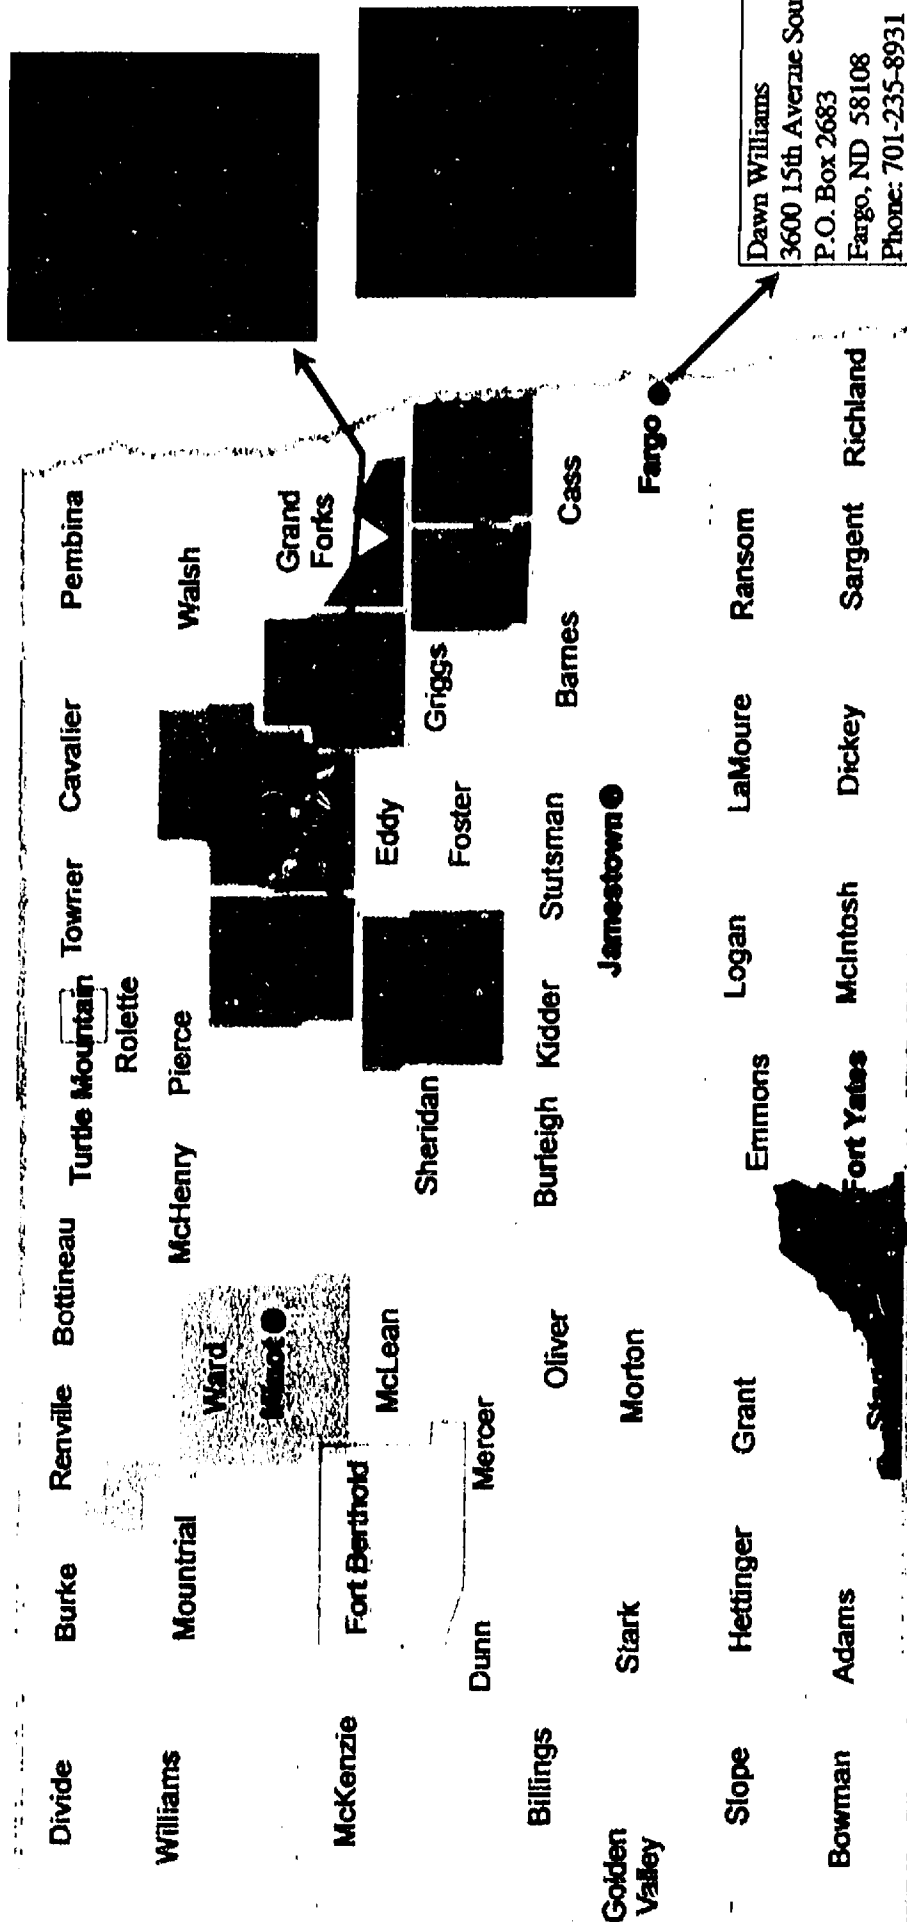 Divide
Burke
Renville
Bottineau
Turtle Mountain
Rolette
Towner
Cavalier
Pembina
Williams
Mountrial
Ward
Minot
McHenry
Pierce
Walsh
Grand
Forks
McKenzie
Fort Berthold
McLean
Sheridan
Eddy
Foster
Griggs
Dunn
Mercer
Oliver
Burleigh
Kidder
Stutsman
Barnes
Cass
Billings
Golden
Valley
Stark
Morton
Jamestown
Fargo
Slope
Hettinger
Grant
Emmons
Logan
LaMoure
Ransom
Bowman
Adams
Fort Yates
McIntosh
Dickey
Sargent
Richland
Dawn Williams
3600 15th Avenue Sou
P.O. Box 2683
Fargo, ND 58108
Phone: 701-235-8931